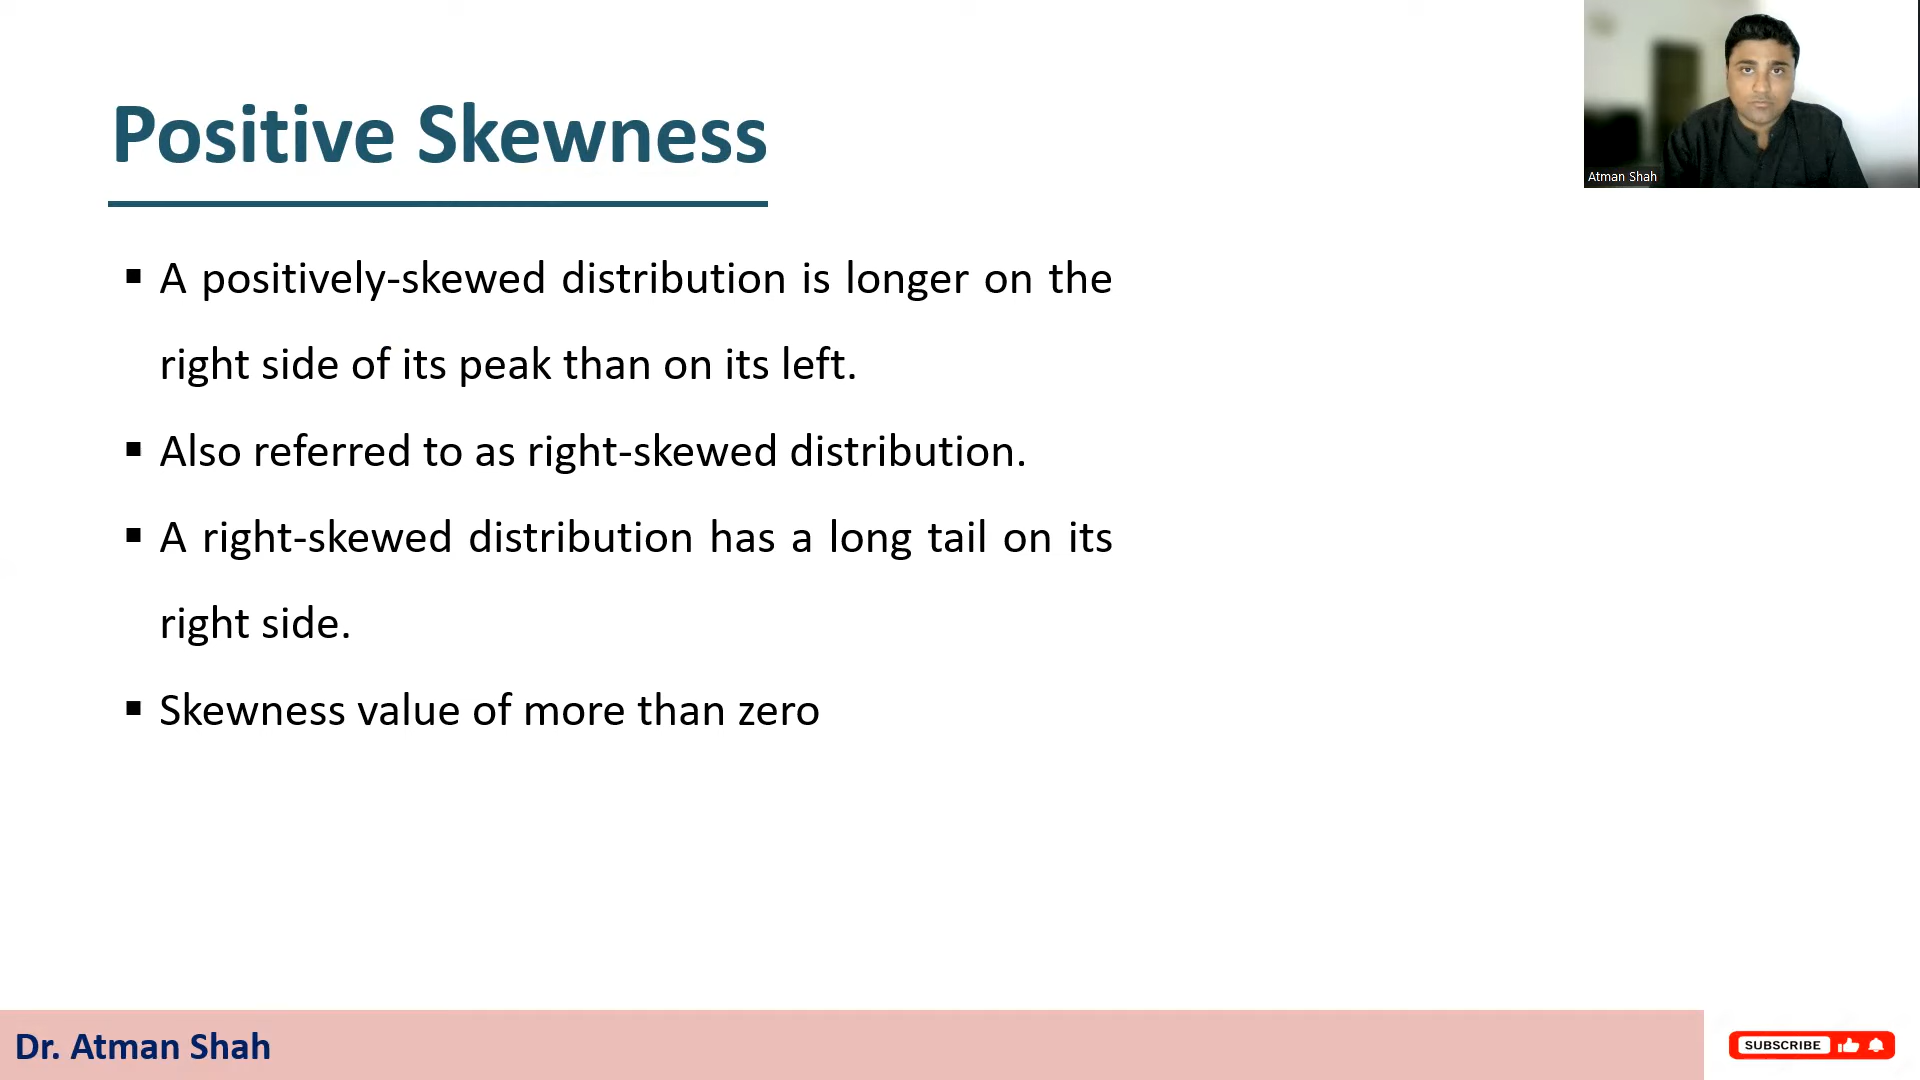 Positive Skewness
Atman Shah
▪ A positively-skewed distribution is longer on the
right side of its peak than on its left.
▪ Also referred to as right-skewed distribution.
▪ A right-skewed distribution has a long tail on its
right side.
▪ Skewness value of more than zero
Dr. Atman Shah
SUBSCRIBE